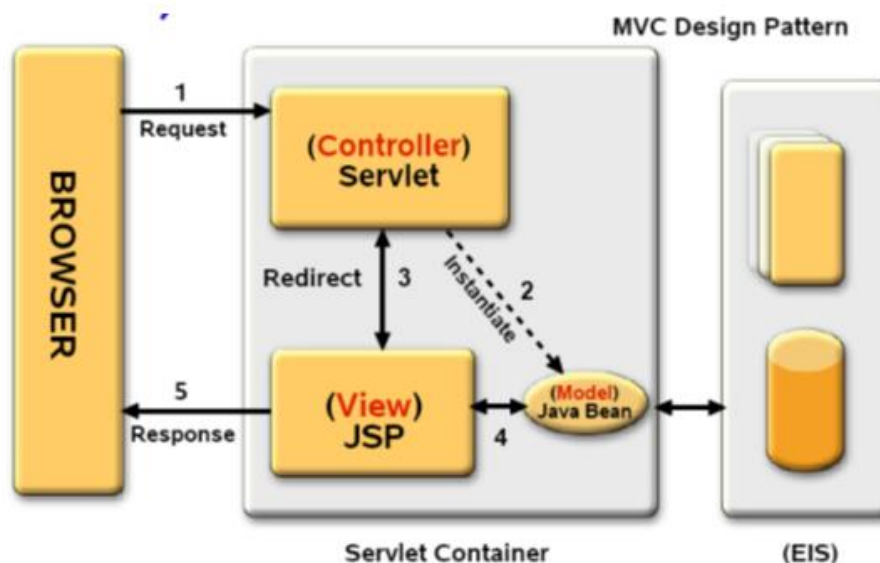 MVC Design Pattern
BROWSER
1
Request
(Controller)
Servlet
Redirect
3
2
Instantiate
(View)
JSP
4
(Model)
Java Bean
5
Response
Servlet Container
(EIS)